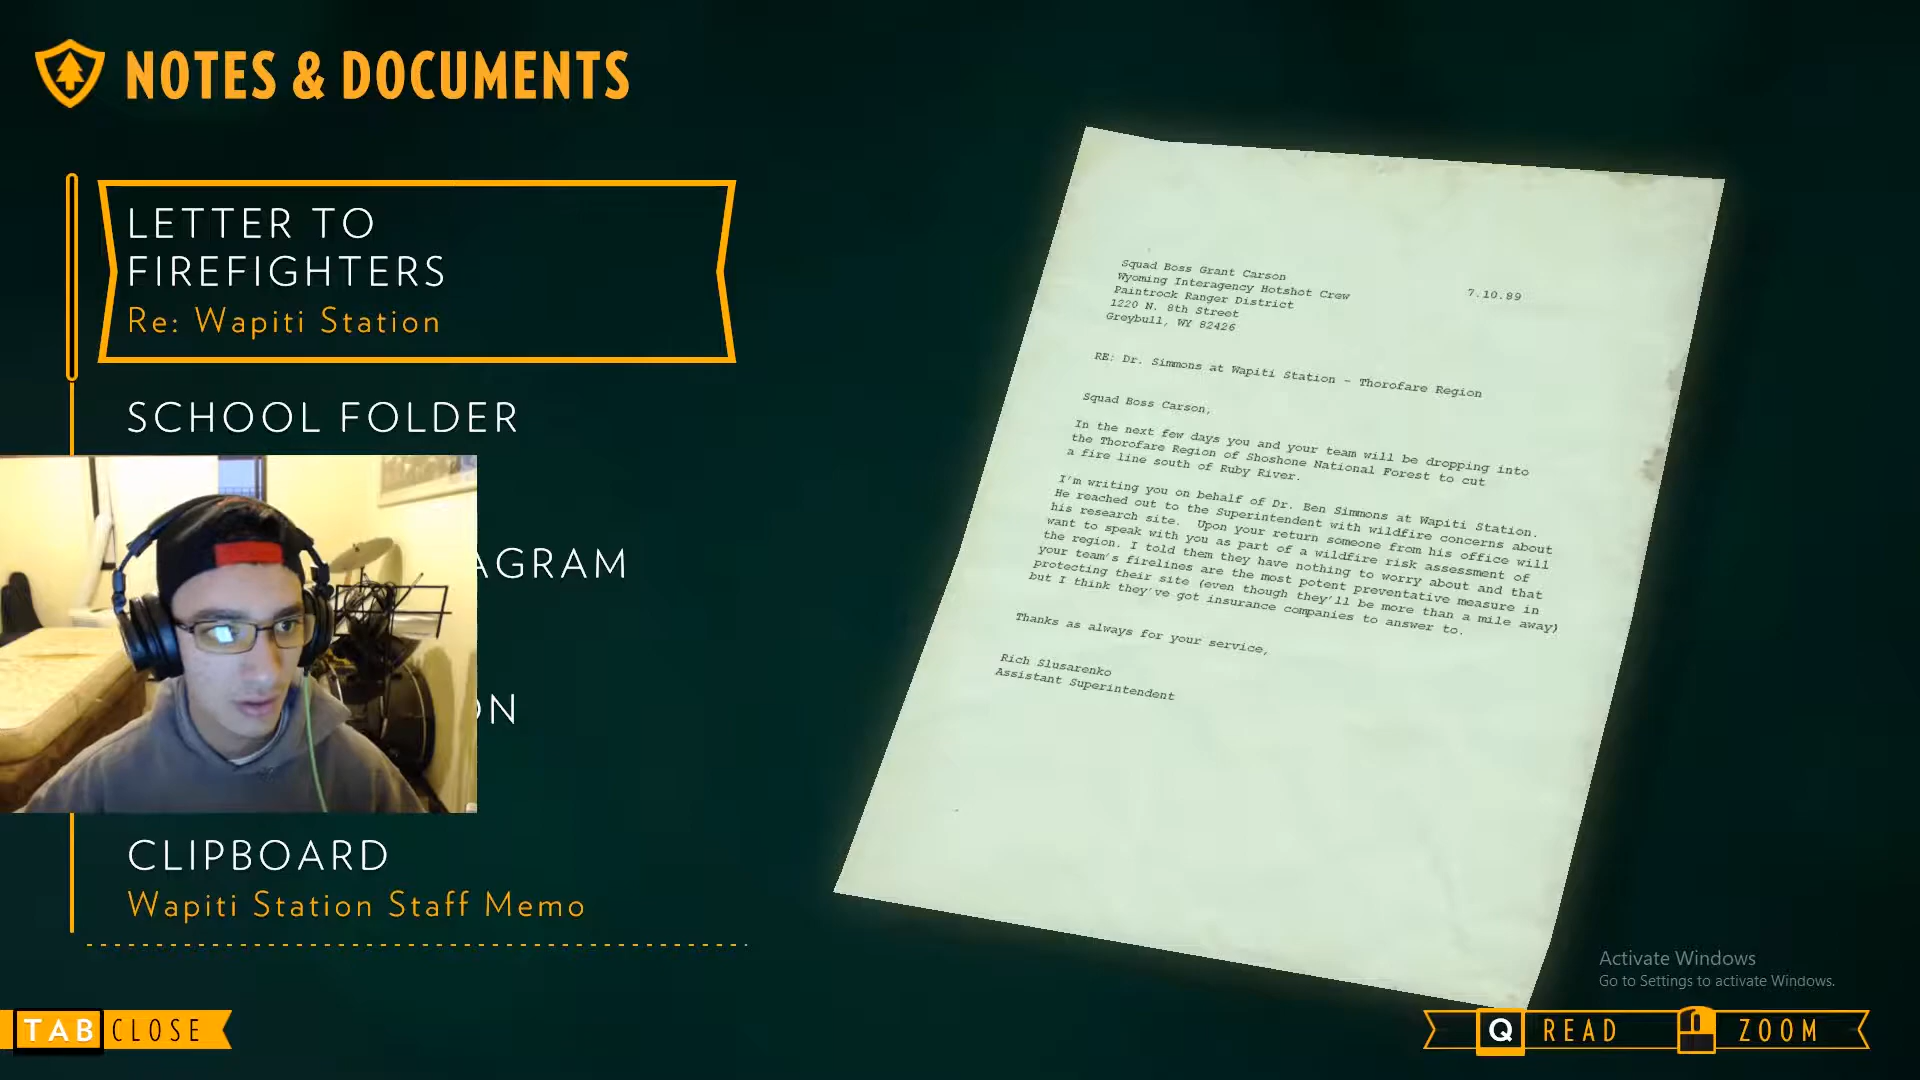 NOTES & DOCUMENTS
LETTER TO
FIREFIGHTERS
Re: Wapiti Station
SCHOOL FOLDER
AGRAM
ON
CLIPBOARD
Wapiti Station Staff Memo
TAB CLOSE
Squad Boss Grant Carson
Wyoming Interagency Hotshot Crew
Paintrock Ranger District
1220 N. 8th Street
Greybull, WY 82426
7.10.89
RE: Dr. Simmons at Wapiti Station - Thorofare Region
Squad Boss Carson,
In the next few days you and your team will be dropping into
the Thorofare Region of Shoshone National Forest to cut
a fire line south of Ruby River.
I'm writing you on behalf of Dr. Ben Simmons at Wapiti Station.
He reached out to the Superintendent with wildfire concerns about
his research site. Upon your return someone from his office will
want to speak with you as part of a wildfire risk assessment of
the region. I told them they have nothing to worry about and that
your team's firelines are the most potent preventative measure in
protecting their site (even though they'll be more than a mile away)
but I think they've got insurance companies to answer to.
Thanks as always for your service,
Rich Slusarenko
Assistant Superintendent
Activate Windows
Go to Settings to activate Windows.
Q READ ZOOM